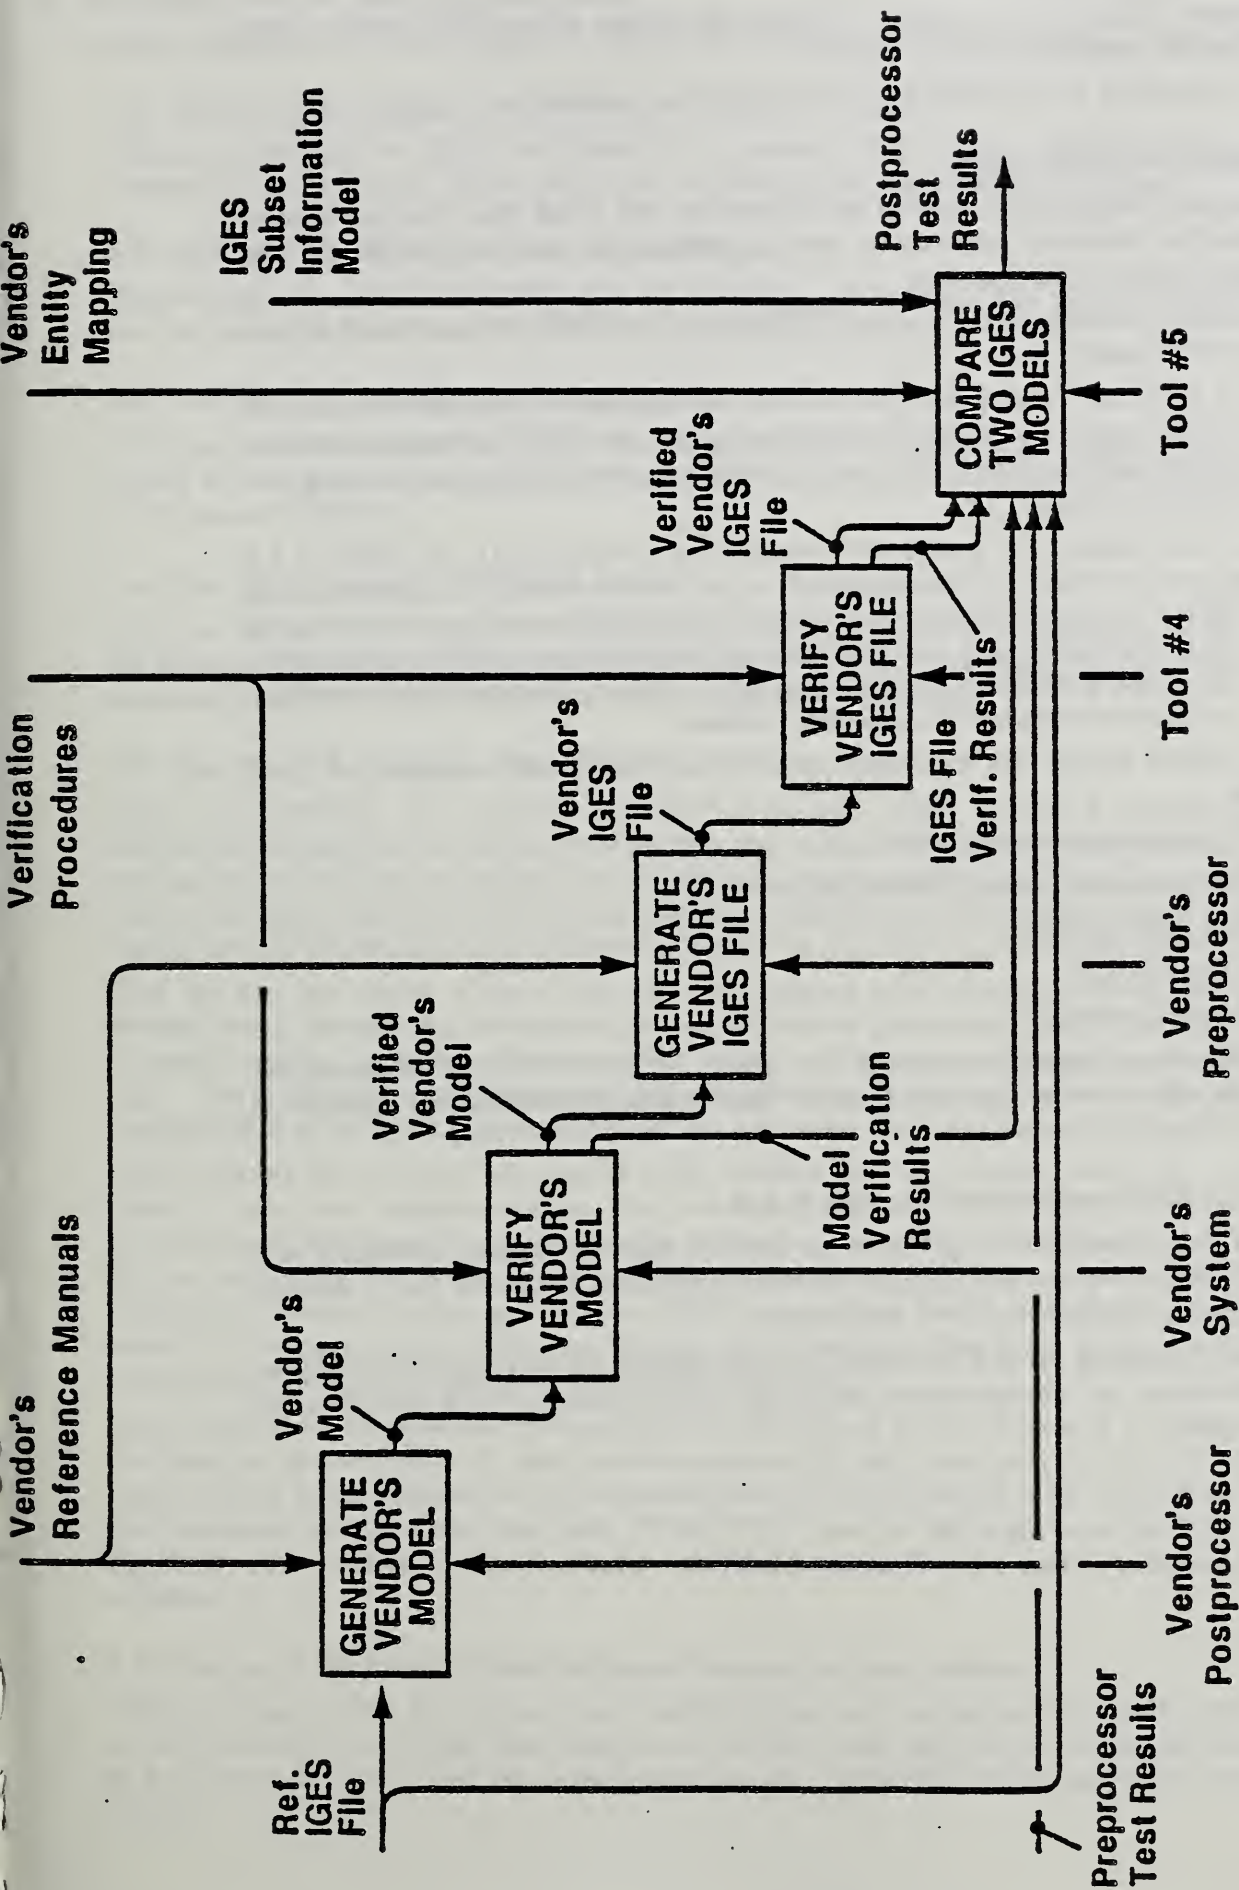 Vendor's
Reference Manuals
Verification
Procedures
Vendor's
Entity
Mapping
IGES
Subset
Information
Model
Ref.
IGES
File
GENERATE
VENDOR'S
MODEL
Vendor's
Model
VERIFY
VENDOR'S
MODEL
Verified
Vendor's
Model
Model
Verification
Results
GENERATE
VENDOR'S
IGES FILE
Vendor's
IGES
File
VERIFY
VENDOR'S
IGES FILE
Verified
Vendor's
IGES
File
IGES File
Verif. Results
COMPARE
TWO IGES
MODELS
Postprocessor
Test
Results
Preprocessor
Test Results
Vendor's
Postprocessor
Vendor's
System
Vendor's
Preprocessor
Tool #4
Tool #5